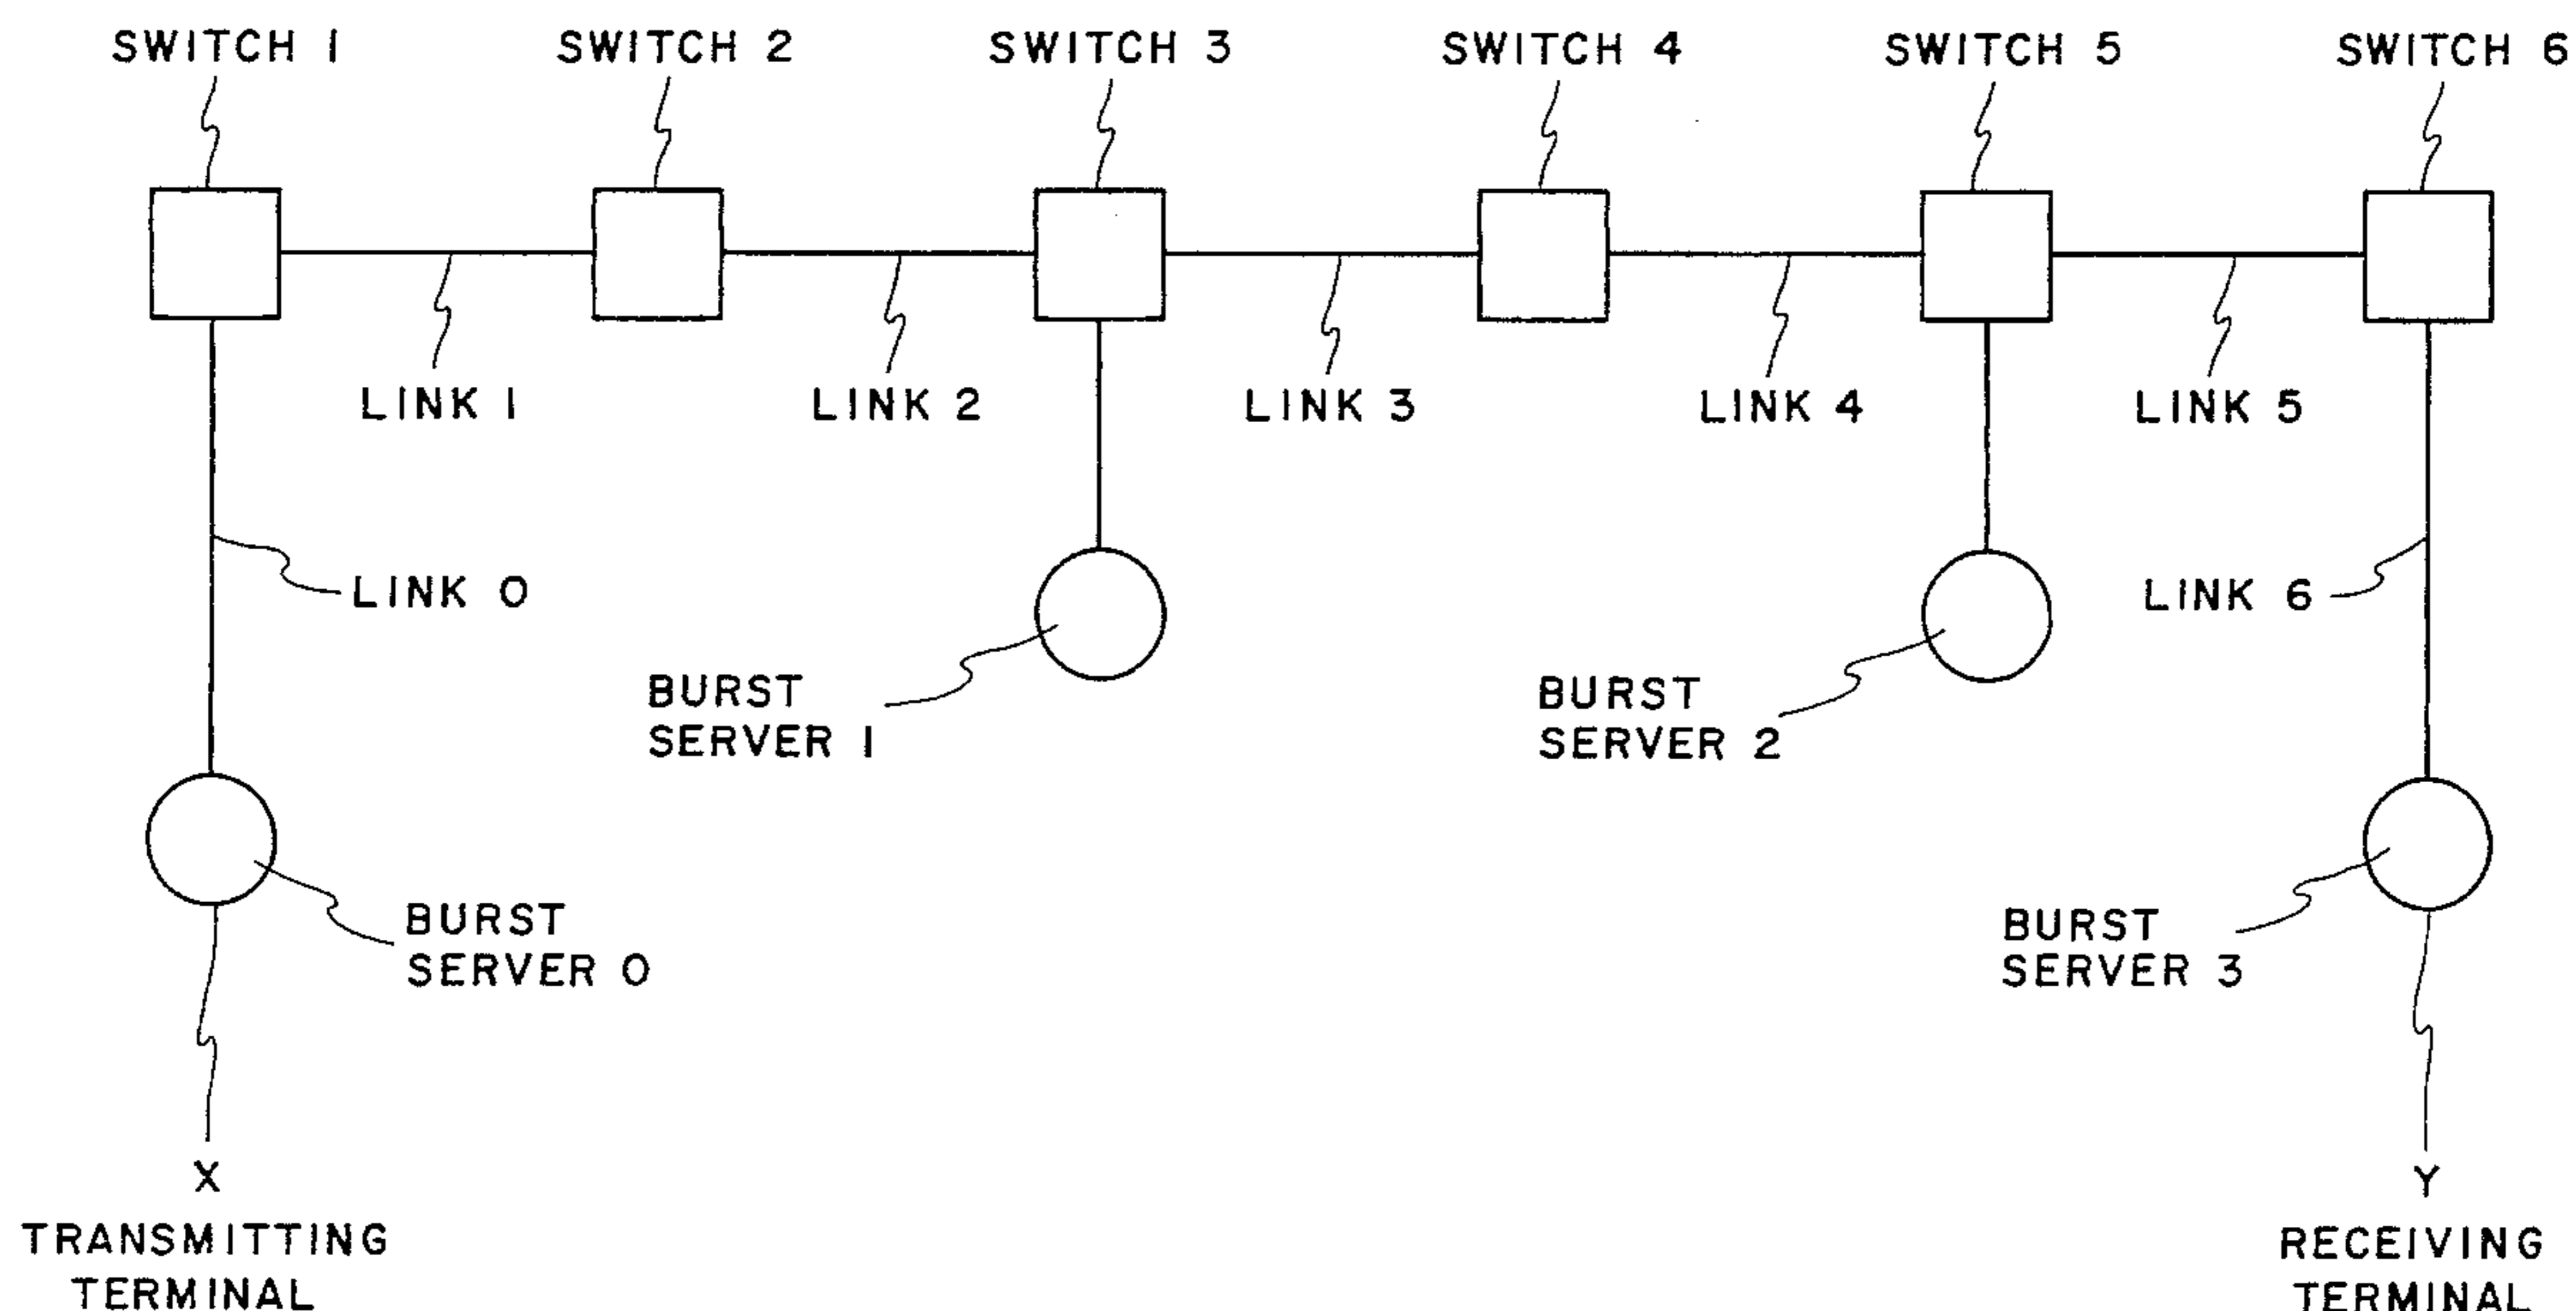 SWITCH 1
SWITCH 2
SWITCH 3
SWITCH 4
SWITCH 5
SWITCH 6
LINK 1
LINK 2
LINK 3
LINK 4
LINK 5
LINK 0
LINK 6
BURST
SERVER 1
BURST
SERVER 2
BURST
SERVER 0
BURST
SERVER 3
X
TRANSMITTING
TERMINAL
Y
RECEIVING
TERMINAL